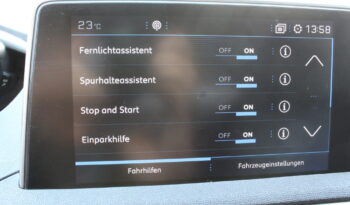 23°C 13:58
Fernlichtassistent OFF ON
Spurhalteassistent OFF ON
Stop and Start OFF ON
Einparkhilfe OFF ON
Fahrhilfen Fahrzeugeinstellungen